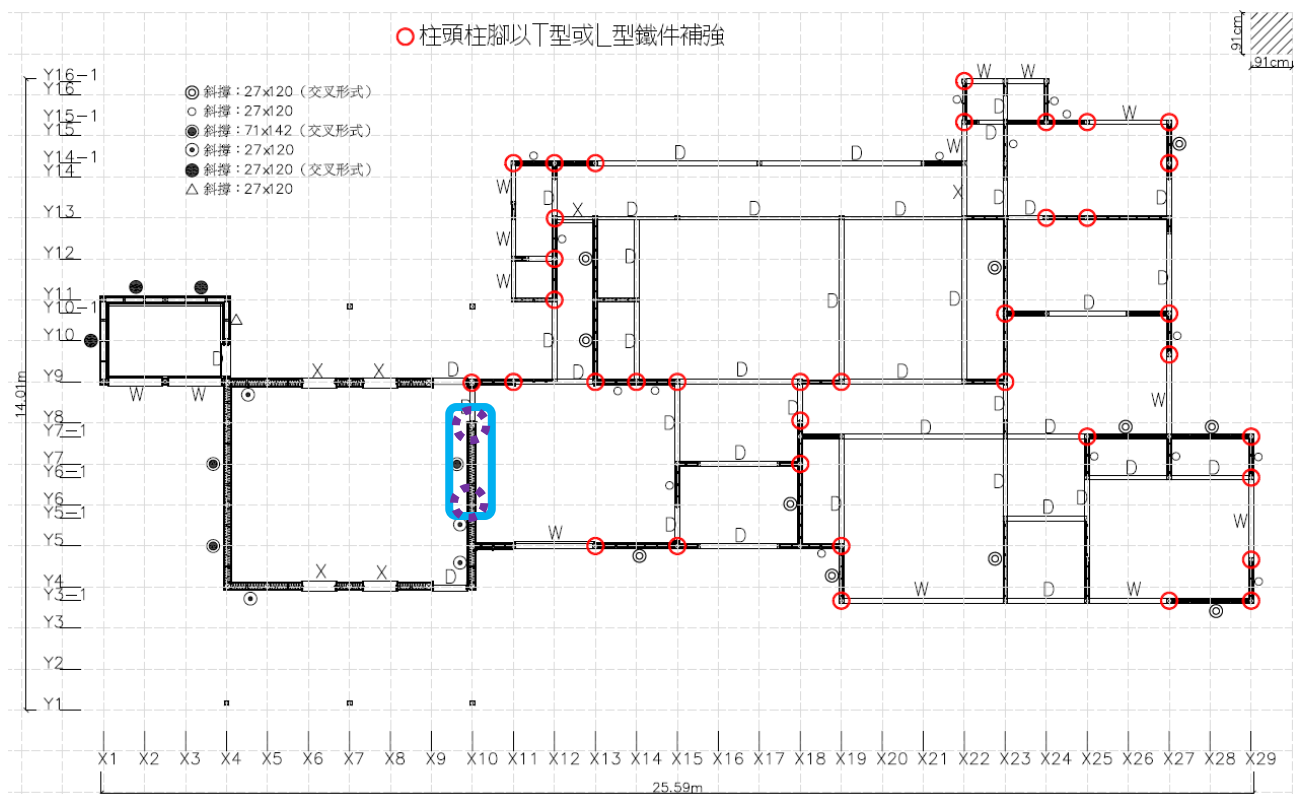 柱頭柱腳以T型或L型鐵件補強
91cm
91cm
斜撐：27x120（交叉形式）
斜撐：27x120
斜撐：71x142（交叉形式）
斜撐：27x120
斜撐：27x120（交叉形式）
斜撐：27x120
Y16-1
Y16
Y15-1
Y15
Y14-1
Y14
Y13
Y12
Y11
Y10-1
Y10
Y9
Y8
Y7-1
Y7
Y6-1
Y6
Y5-1
Y5
Y4
Y3-1
Y3
Y2
Y1
14.01m
W W
D W
D
W
D D
W
X
D
W
D
X D D D D
W
D
W
D
D
D
D
D
D
D
W W
X X D D D D
D
D
D
W
D D
D
D
D
D D
D
D
W
D
W
D
X X D
W D W
X1 X2 X3 X4 X5 X6 X7 X8 X9 X10 X11 X12 X13 X14 X15 X16 X17 X18 X19 X20 X21 X22 X23 X24 X25 X26 X27 X28 X29
25.59m